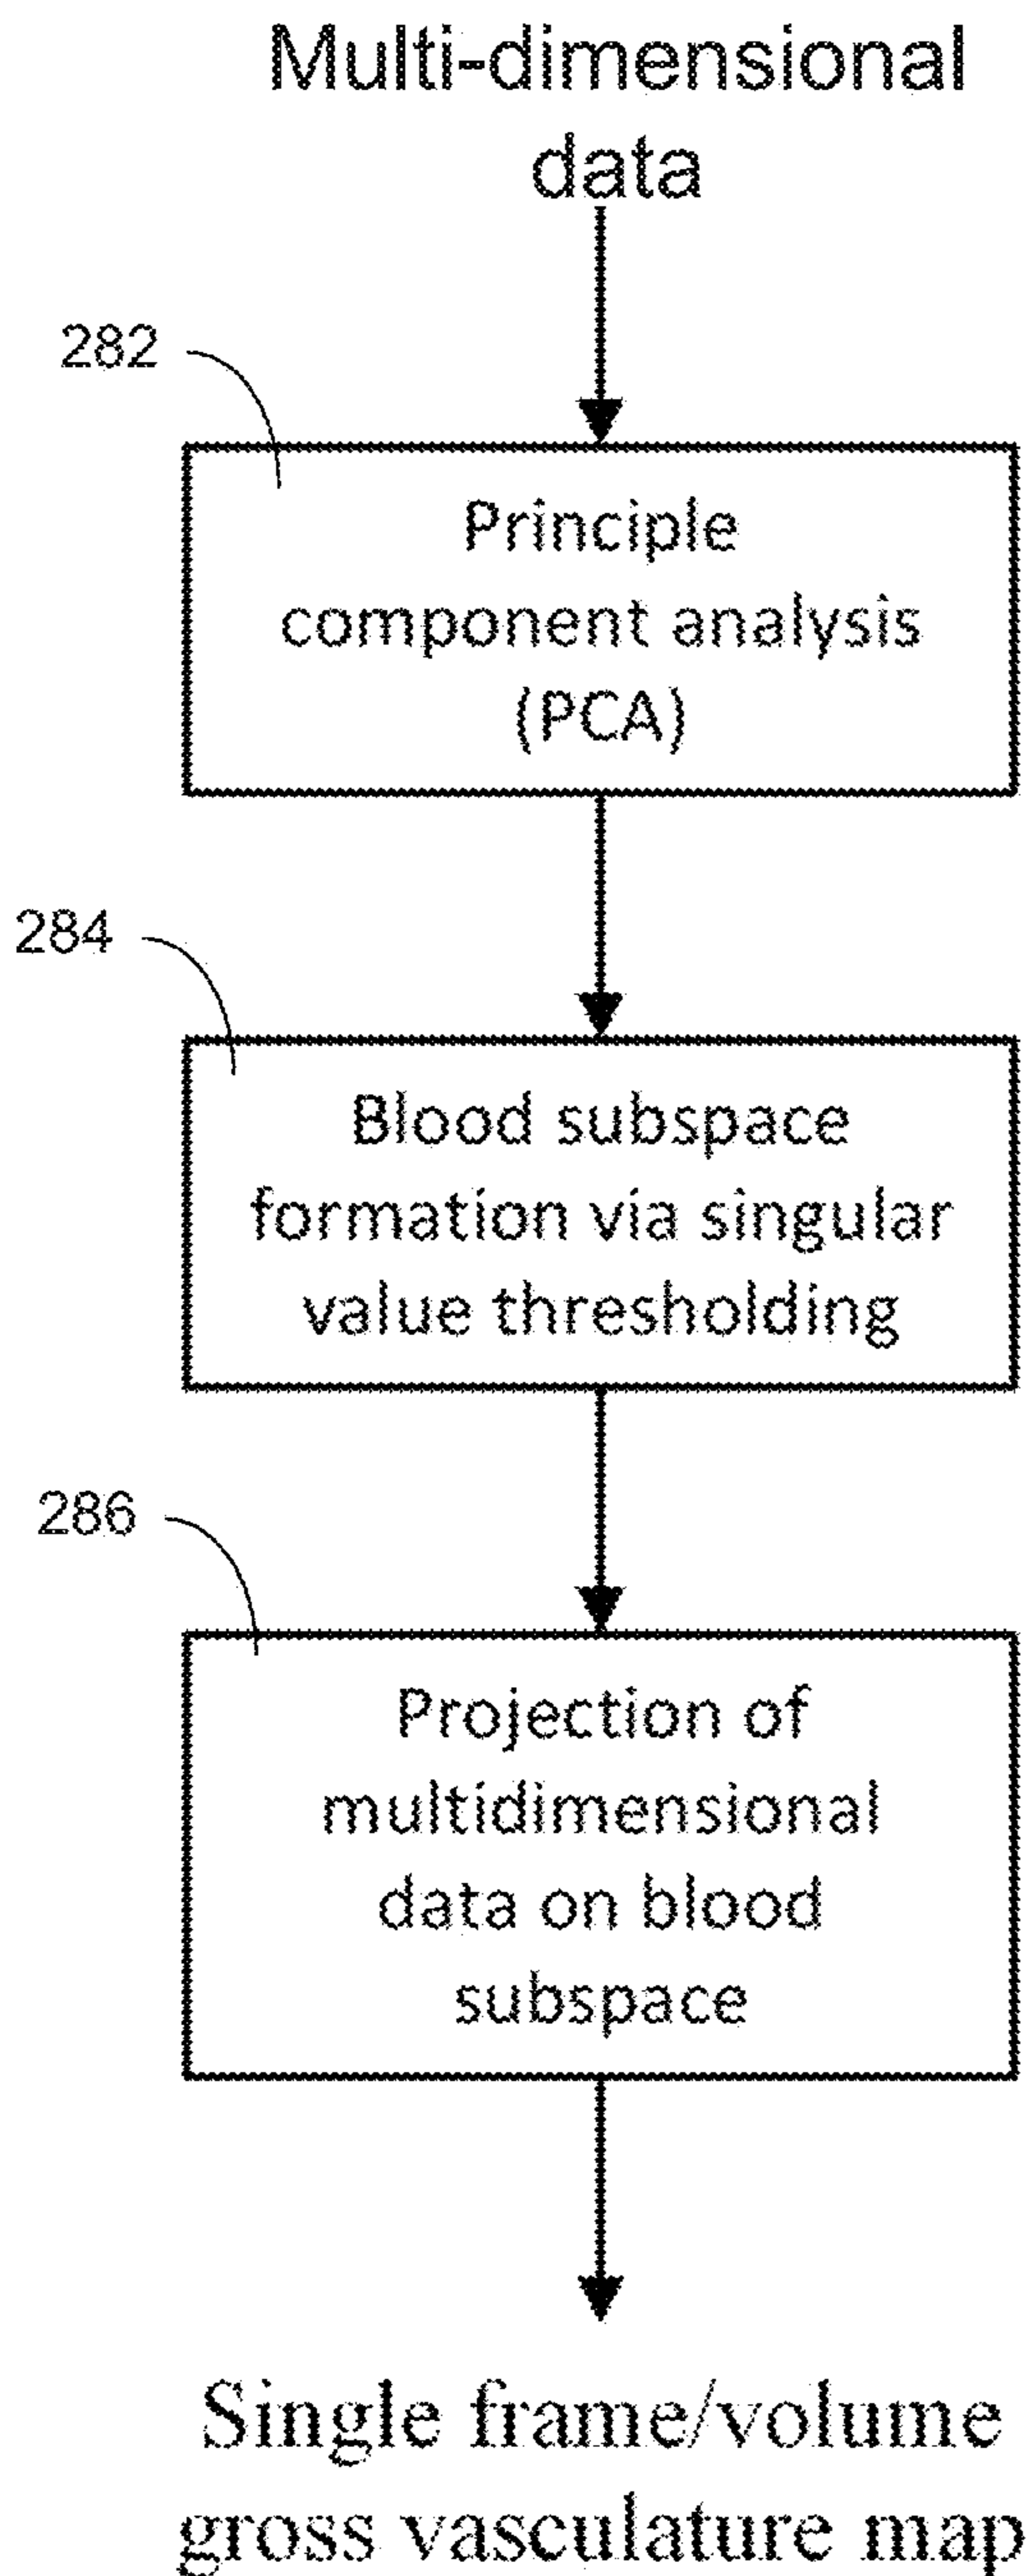 Multi-dimensional
data
282
Principle
component analysis
(PCA)
284
Blood subspace
formation via singular
value thresholding
286
Projection of
multidimensional
data on blood
subspace
Single frame/volume
gross vasculature map